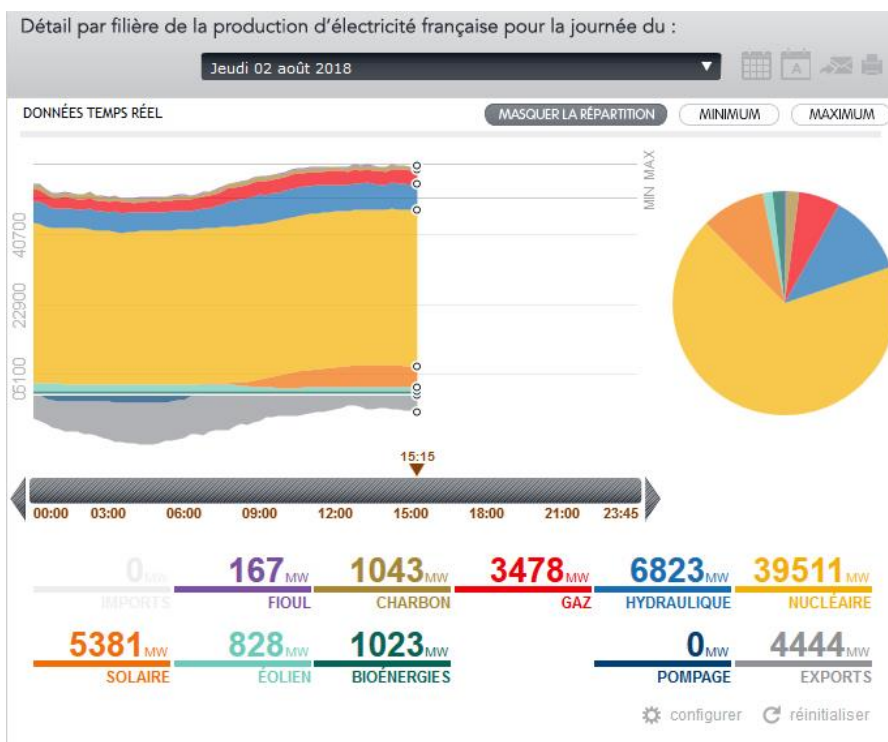 Détail par filière de la production d'électricité française pour la journée du :
Jeudi 02 août 2018
DONNÉES TEMPS RÉEL
MASQUER LA RÉPARTITION
MINIMUM
MAXIMUM
MIN MAX
40700
22900
05100
15:15
00:00 03:00 06:00 09:00 12:00 15:00 18:00 21:00 23:45
0MW 167MW 1043MW 3478MW 6823MW 39511MW
IMPORTS FIOUL CHARBON GAZ HYDRAULIQUE NUCLÉAIRE
5381MW 828MW 1023MW 0MW 4444MW
SOLAIRE ÉOLIEN BIOÉNERGIES POMPAGE EXPORTS
configurer réinitialiser